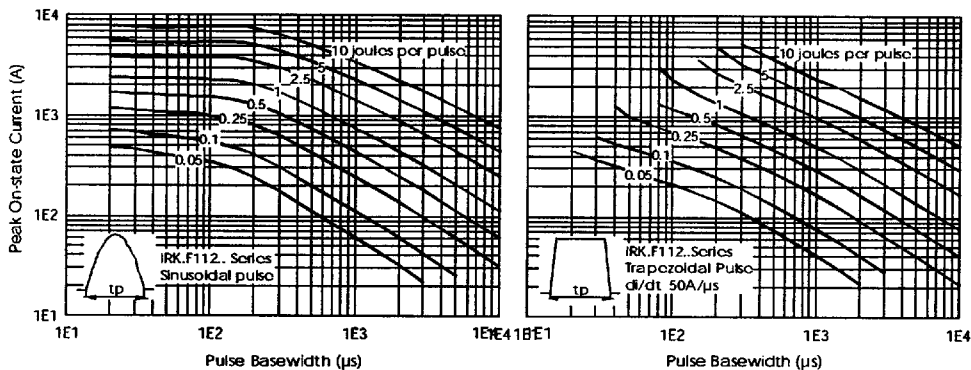 Peak On-state Current (A)
1E4
1E3
1E2
1E1
10 joules per pulse
5
2.5
1
0.5
0.25
0.1
0.05
tp
IRK.F112.. Series
Sinusoidal pulse
1E1
1E2
1E3
1E4
Pulse Basewidth (µs)
10 joules per pulse
5
2.5
1
0.5
0.25
0.1
0.05
tp
IRK.F112..Series
Trapezoidal Pulse
di/dt 50A/µs
1E1
1E2
1E3
1E4
Pulse Basewidth (µs)